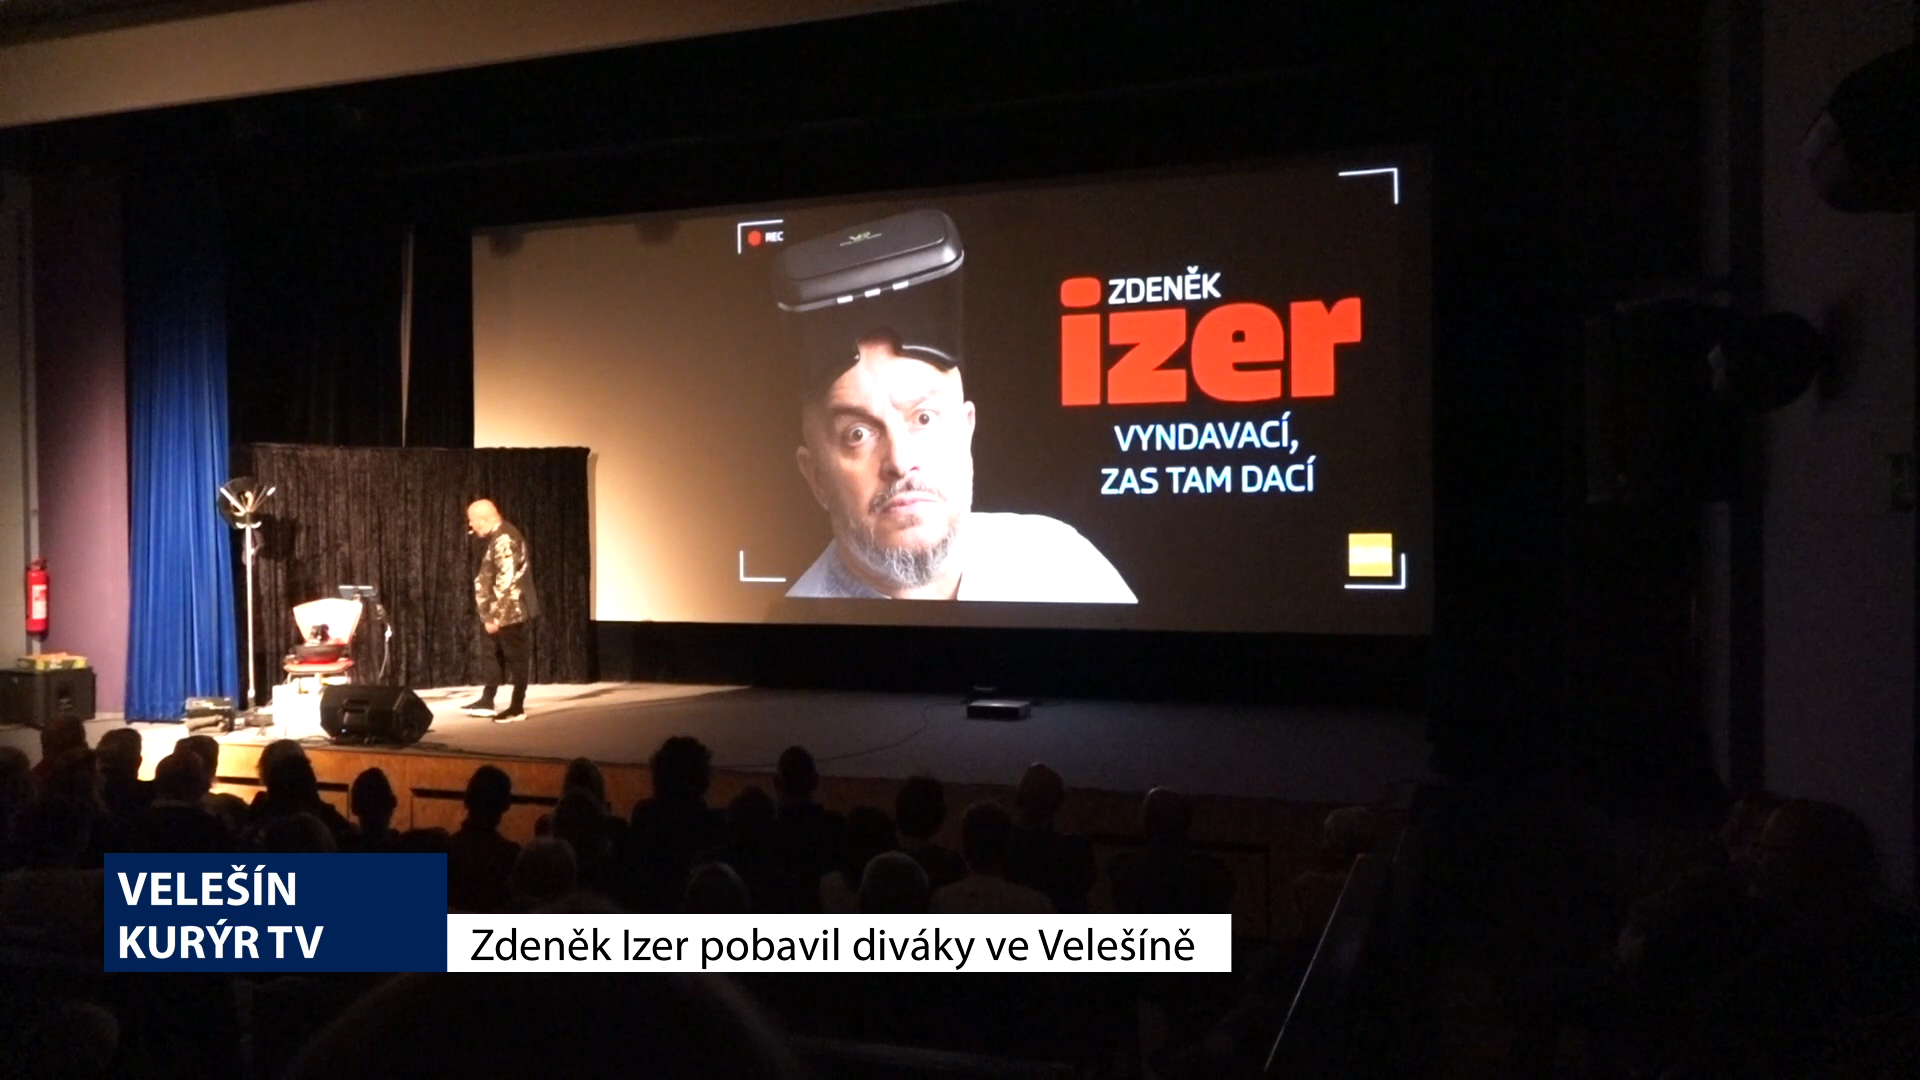 REC
ZDENĚK
izer
VYNDAVACÍ,
ZAS TAM DACÍ
VELEŠÍN
KURÝR TV
Zdeněk Izer pobavil diváky ve Velešíně